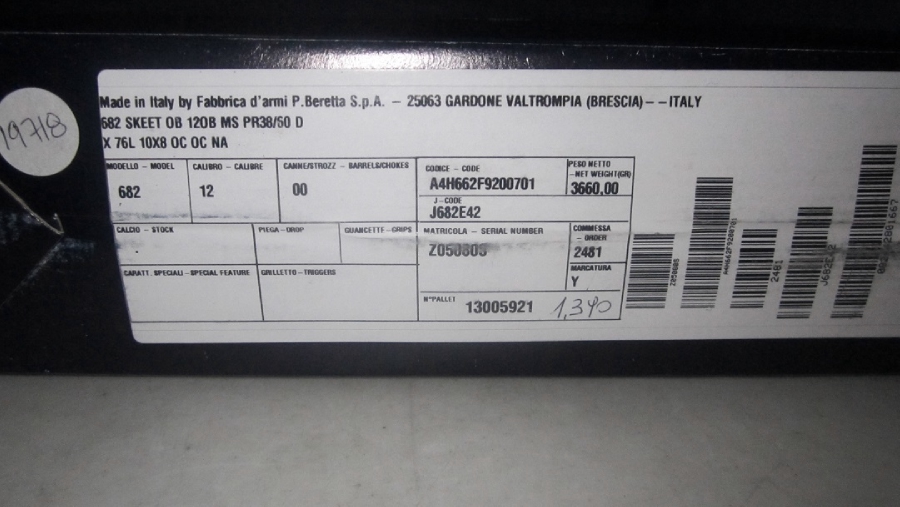 19718
Made in Italy by Fabbrica d'armi P.Beretta S.p.A. – 25063 GARDONE VALTROMPIA (BRESCIA)– –ITALY
682 SKEET OB 12OB MS PR38/50 D
X 76L 10X8 OC OC NA
MODELLO – MODEL CALIBRO – CALIBRE CANNE/STROZZ – BARRELS/CHOKES CODICE – CODE PESO NETTO
–NET WEIGHT(GR)
682 12 00 A4H662F9200701 3660,00
J–CODE
J682E42
CALCIO – STOCK PIEGA–DROP GUANCETTE–GRIPS MATRICOLA – SERIAL NUMBER COMMESSA
– ORDER
2481
CARATT. SPECIALI–SPECIAL FEATURE GRILLETTO–TRIGGERS MARCATURA
Y
N°PALLET 13005921 1,340
A4H662F9200701
2481